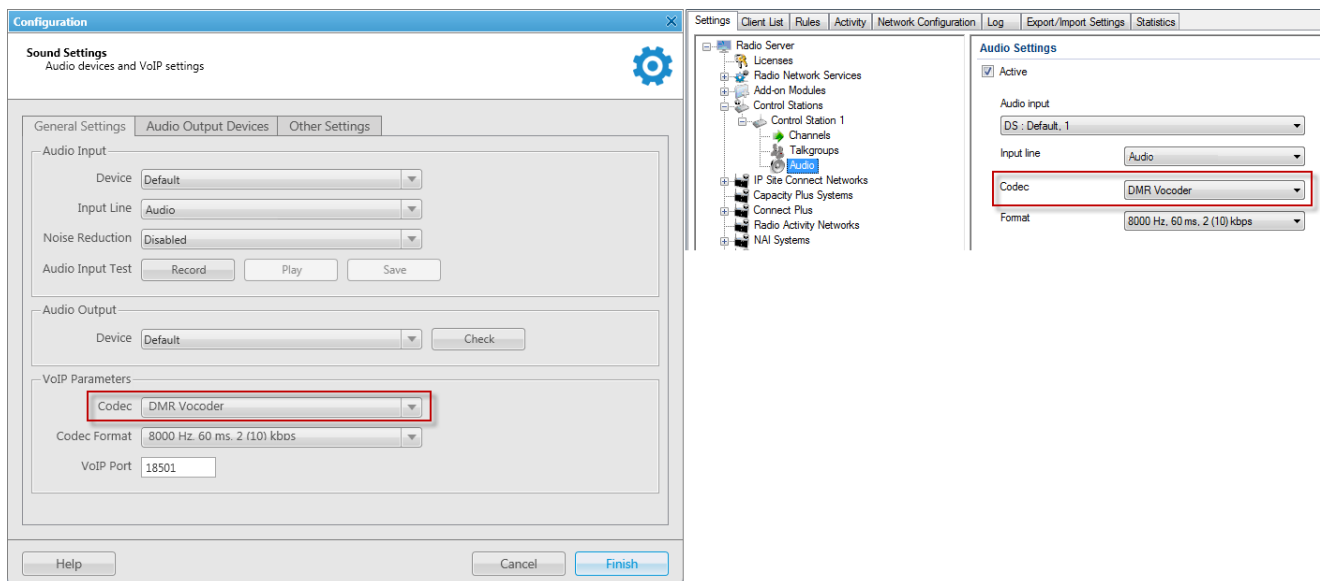 Configuration
Sound Settings
Audio devices and VoIP settings
General Settings Audio Output Devices Other Settings
Audio Input
Device Default
Input Line Audio
Noise Reduction Disabled
Audio Input Test Record Play Save
Audio Output
Device Default Check
VoIP Parameters
Codec DMR Vocoder
Codec Format 8000 Hz, 60 ms, 2 (10) kbps
VoIP Port 18501
Help Cancel Finish
Settings Client List Rules Activity Network Configuration Log Export/Import Settings Statistics
Radio Server
Licenses
Radio Network Services
Add-on Modules
Control Stations
Control Station 1
Channels
Talkgroups
Audio
IP Site Connect Networks
Capacity Plus Systems
Connect Plus
Radio Activity Networks
NAI Systems
Audio Settings
Active
Audio input
DS : Default, 1
Input line Audio
Codec DMR Vocoder
Format 8000 Hz, 60 ms, 2 (10) kbps